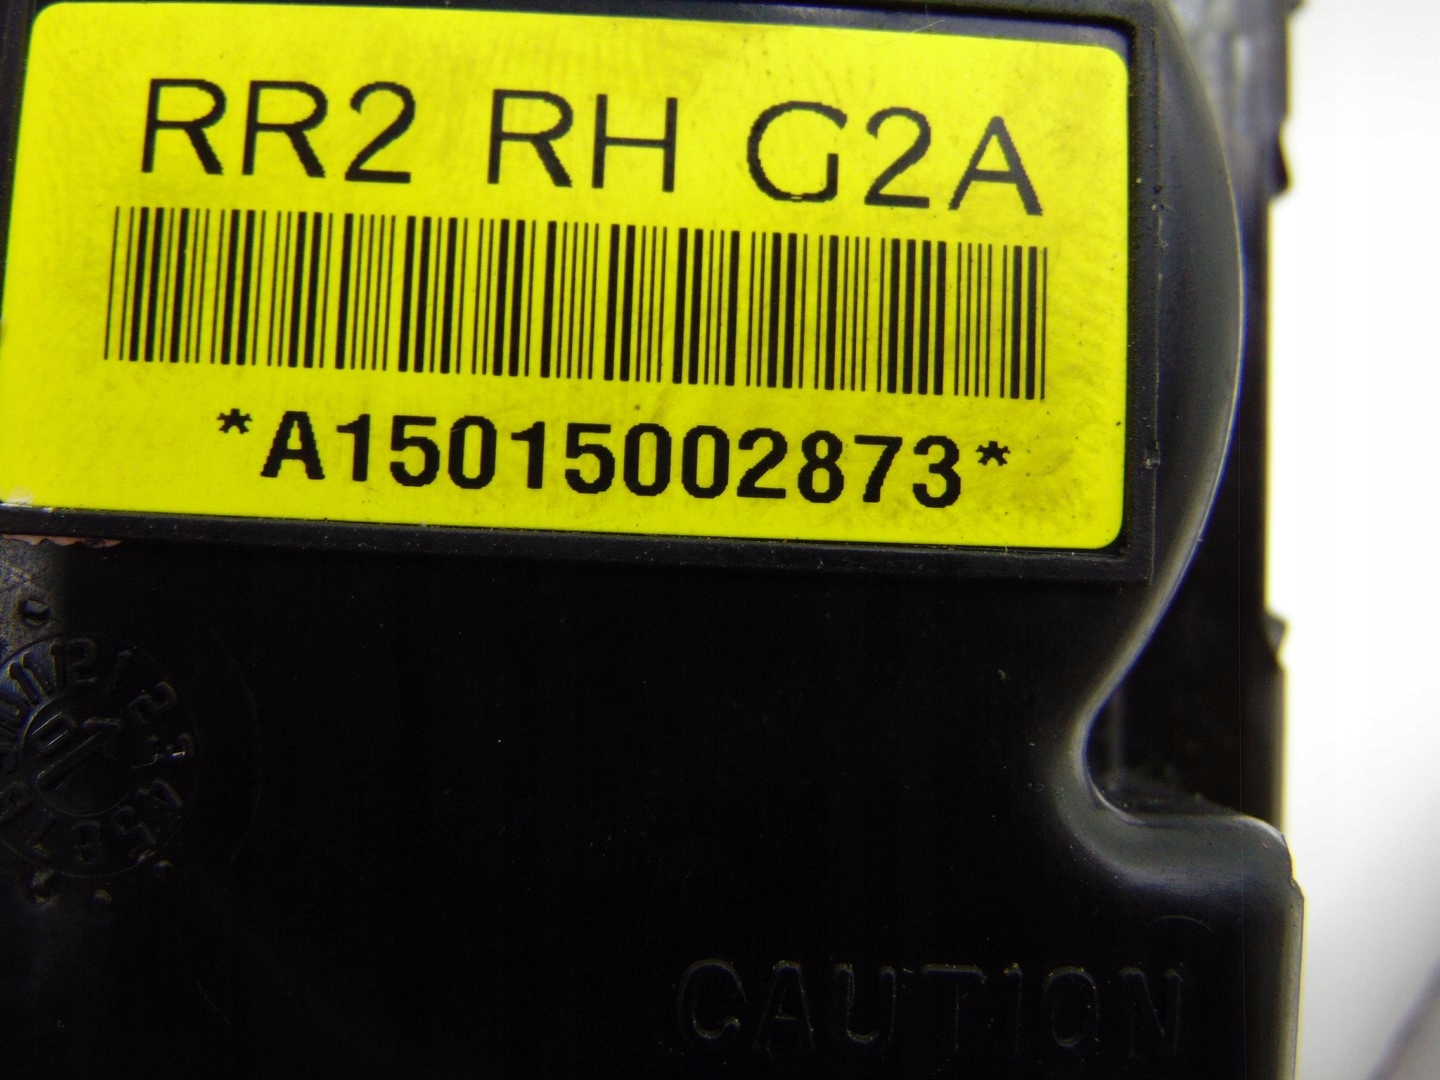 RR2 RH G2A
*A15015002873*
CAUTION